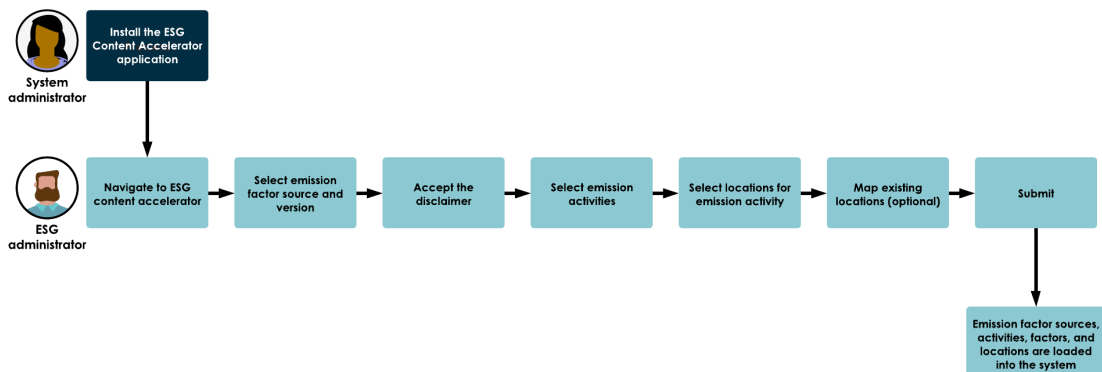 Install the ESG
Content Accelerator
application
System
administrator
Navigate to ESG
content accelerator
Select emission
factor source and
version
Accept the
disclaimer
Select emission
activities
Select locations for
emission activity
Map existing
locations (optional)
Submit
ESG
administrator
Emission factor sources,
activities, factors, and
locations are loaded
into the system